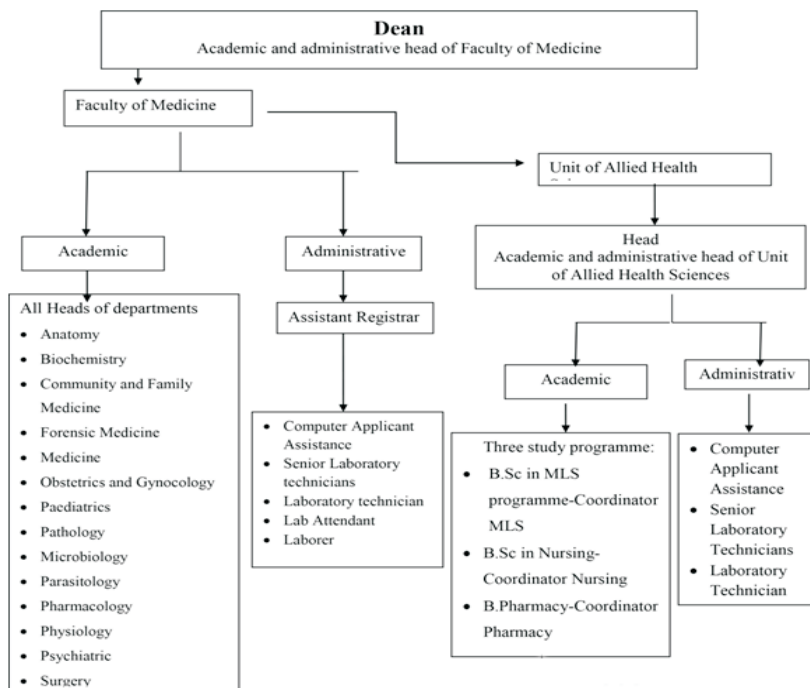 Dean
Academic and administrative head of Faculty of Medicine
Faculty of Medicine
Unit of Allied Health
Head
Academic and administrative head of Unit
of Allied Health Sciences
Academic
Administrative
All Heads of departments
• Anatomy
• Biochemistry
• Community and Family
Medicine
• Forensic Medicine
• Medicine
• Obstetrics and Gynocology
• Paediatrics
• Pathology
• Microbiology
• Parasitology
• Pharmacology
• Physiology
• Psychiatric
• Surgery
Assistant Registrar
• Computer Applicant
Assistance
• Senior Laboratory
technicians
• Laboratory technician
• Lab Attendant
• Laborer
Academic
Administrativ
Three study programme:
• B.Sc in MLS
programme-Coordinator
MLS
• B.Sc in Nursing-
Coordinator Nursing
• B.Pharmacy-Coordinator
Pharmacy
• Computer
Applicant
Assistance
• Senior
Laboratory
Technicians
• Laboratory
Technician